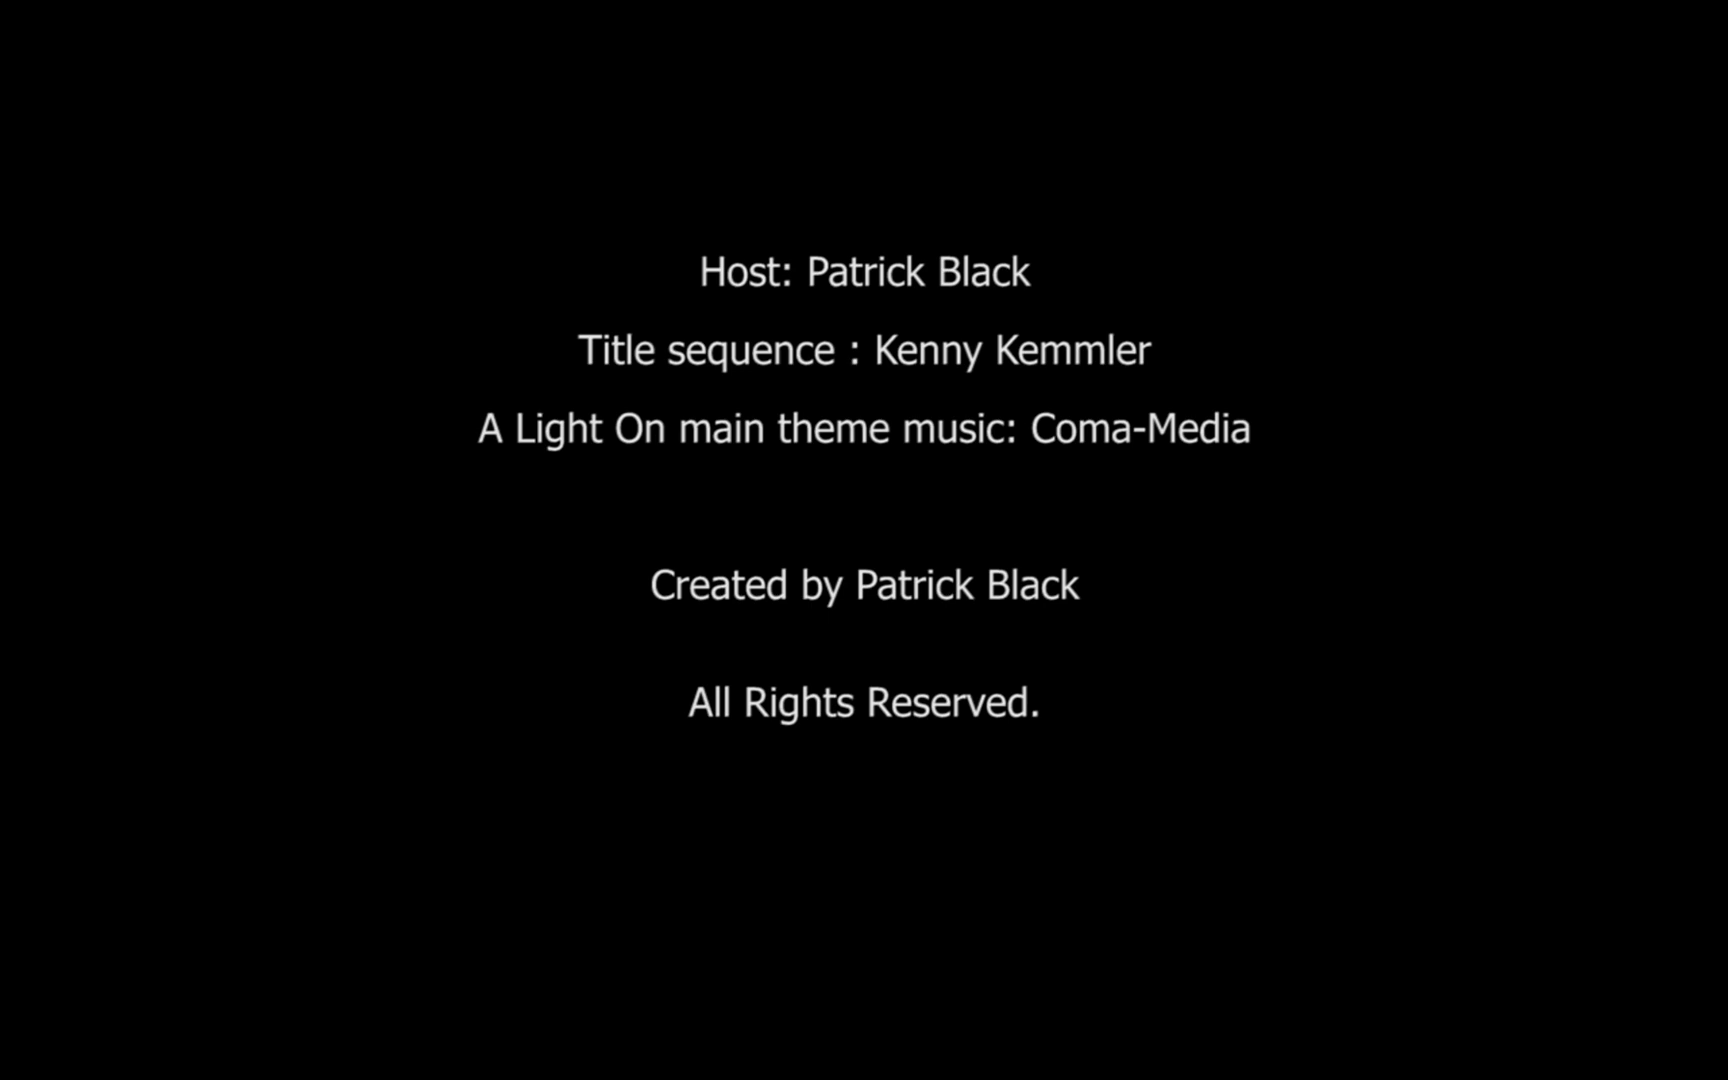 Host: Patrick Black
Title sequence : Kenny Kemmler
A Light On main theme music: Coma-Media
Created by Patrick Black
All Rights Reserved.